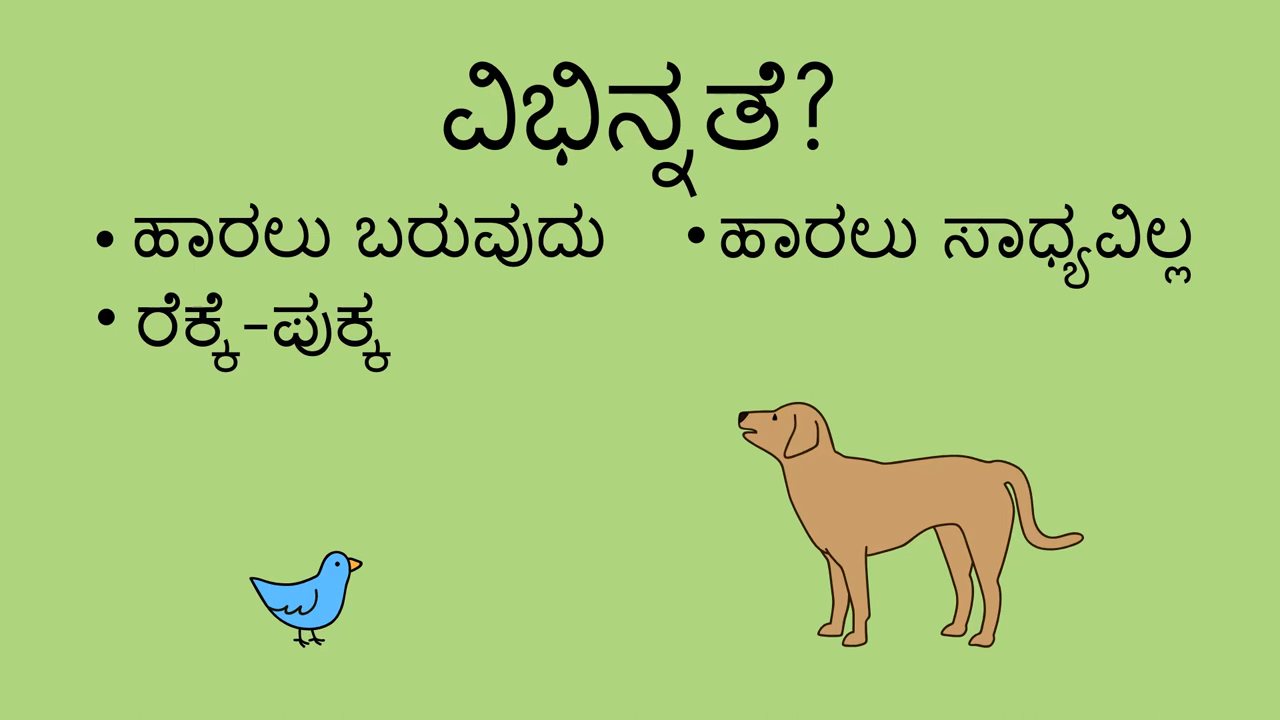 ವಿಭಿನ್ನತೆ?
• ಹಾರಲು ಬರುವುದು
• ರೆಕ್ಕೆ-ಪುಕ್ಕ
• ಹಾರಲು ಸಾಧ್ಯವಿಲ್ಲ